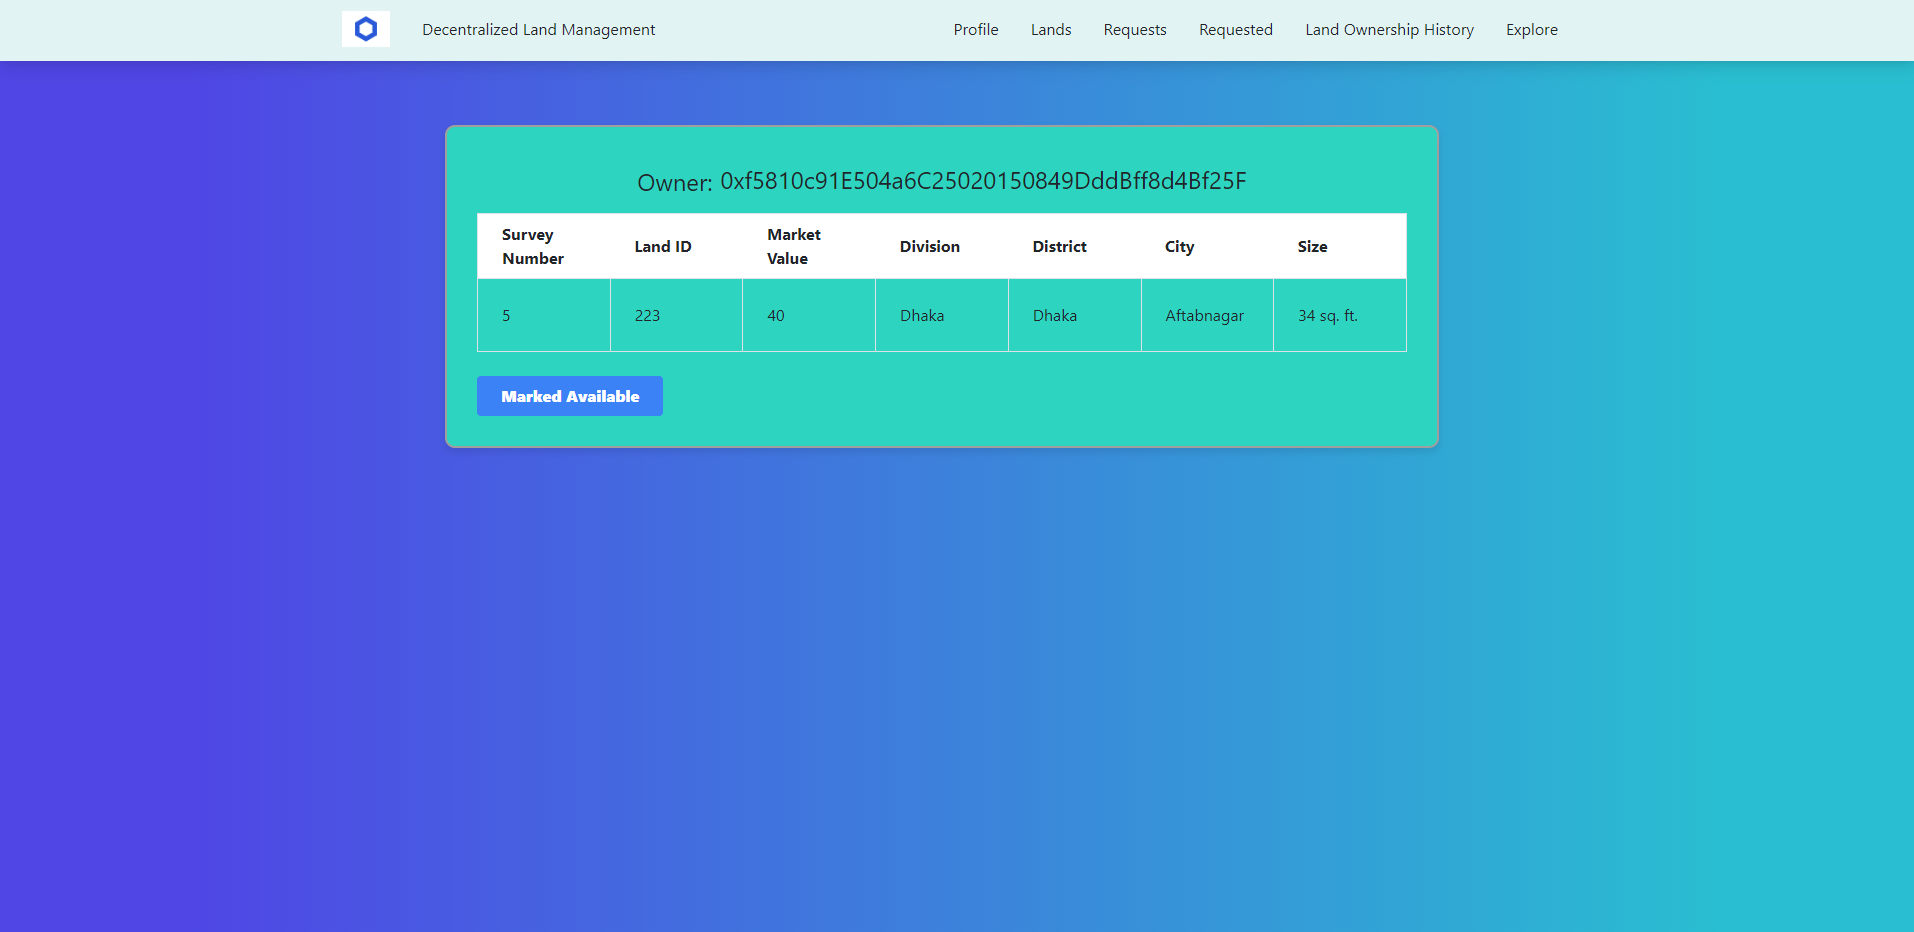 Decentralized Land Management Profile Lands Requests Requested Land Ownership History Explore
Owner: 0xf5810c91E504a6C25020150849DddBff8d4Bf25F
Survey Number Land ID Market Value Division District City Size
5 223 40 Dhaka Dhaka Aftabnagar 34 sq. ft.
Marked Available